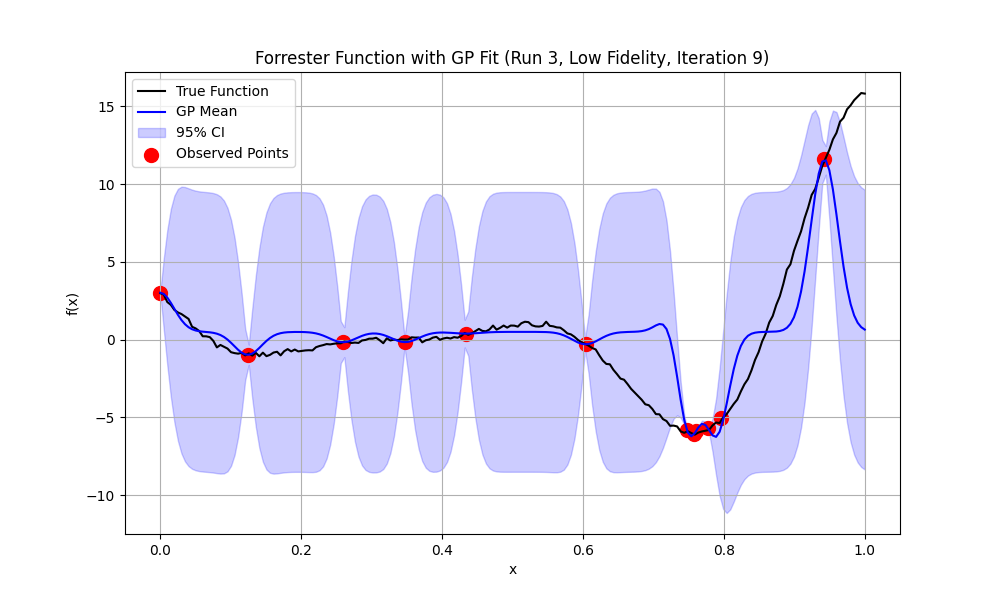 Forrester Function with GP Fit (Run 3, Low Fidelity, Iteration 9)
True Function
GP Mean
95% CI
Observed Points
f(x)
15
10
5
0
−5
−10
0.0 0.2 0.4 0.6 0.8 1.0
x